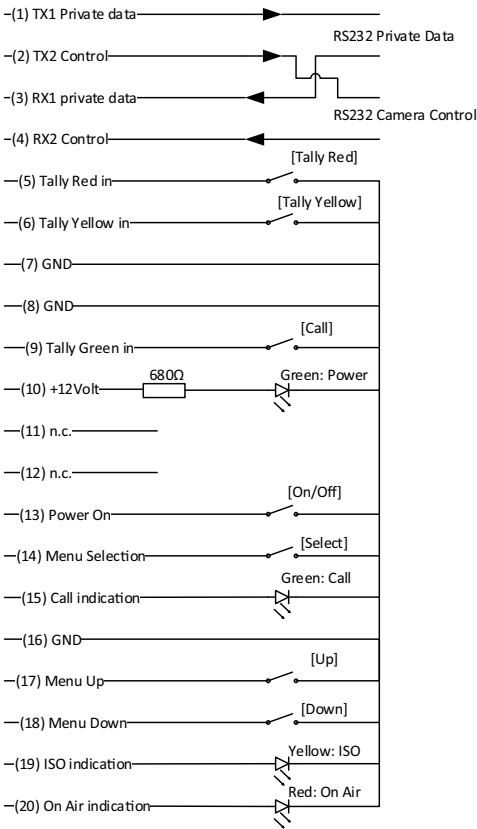 (1) TX1 Private data
RS232 Private Data
(2) TX2 Control
(3) RX1 private data
RS232 Camera Control
(4) RX2 Control
[Tally Red]
(5) Tally Red in
[Tally Yellow]
(6) Tally Yellow in
(7) GND
(8) GND
[Call]
(9) Tally Green in
680Ω
Green: Power
(10) +12Volt
(11) n.c.
(12) n.c.
[On/Off]
(13) Power On
[Select]
(14) Menu Selection
Green: Call
(15) Call indication
(16) GND
[Up]
(17) Menu Up
[Down]
(18) Menu Down
Yellow: ISO
(19) ISO indication
Red: On Air
(20) On Air indication